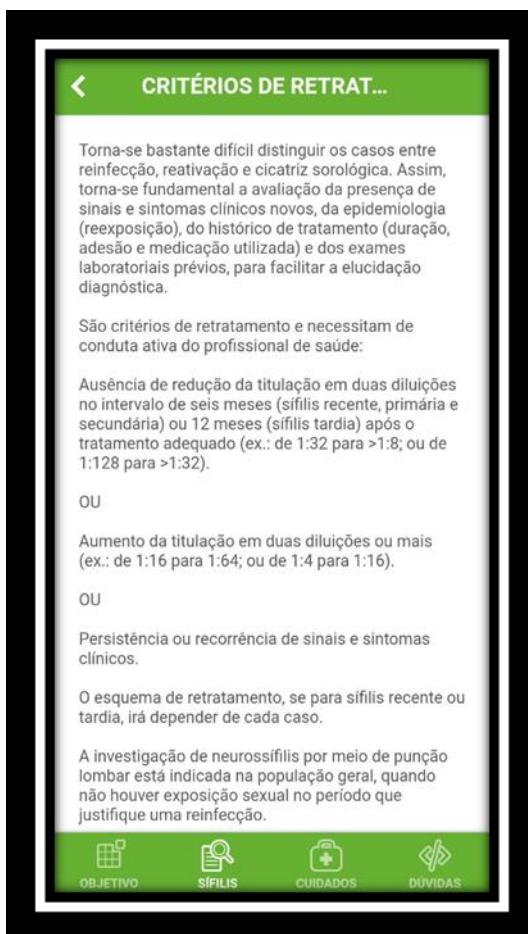 CRITÉRIOS DE RETRAT...
Torna-se bastante difícil distinguir os casos entre
reinfecção, reativação e cicatriz sorológica. Assim,
torna-se fundamental a avaliação da presença de
sinais e sintomas clínicos novos, da epidemiologia
(reexposição), do histórico de tratamento (duração,
adesão e medicação utilizada) e dos exames
laboratoriais prévios, para facilitar a elucidação
diagnóstica.
São critérios de retratamento e necessitam de
conduta ativa do profissional de saúde:
Ausência de redução da titulação em duas diluições
no intervalo de seis meses (sífilis recente, primária e
secundária) ou 12 meses (sífilis tardia) após o
tratamento adequado (ex.: de 1:32 para >1:8; ou de
1:128 para >1:32).
OU
Aumento da titulação em duas diluições ou mais
(ex.: de 1:16 para 1:64; ou de 1:4 para 1:16).
OU
Persistência ou recorrência de sinais e sintomas
clínicos.
O esquema de retratamento, se para sífilis recente ou
tardia, irá depender de cada caso.
A investigação de neurossífilis por meio de punção
lombar está indicada na população geral, quando
não houver exposição sexual no período que
justifique uma reinfecção.
OBJETIVO SÍFILIS CUIDADOS DÚVIDAS